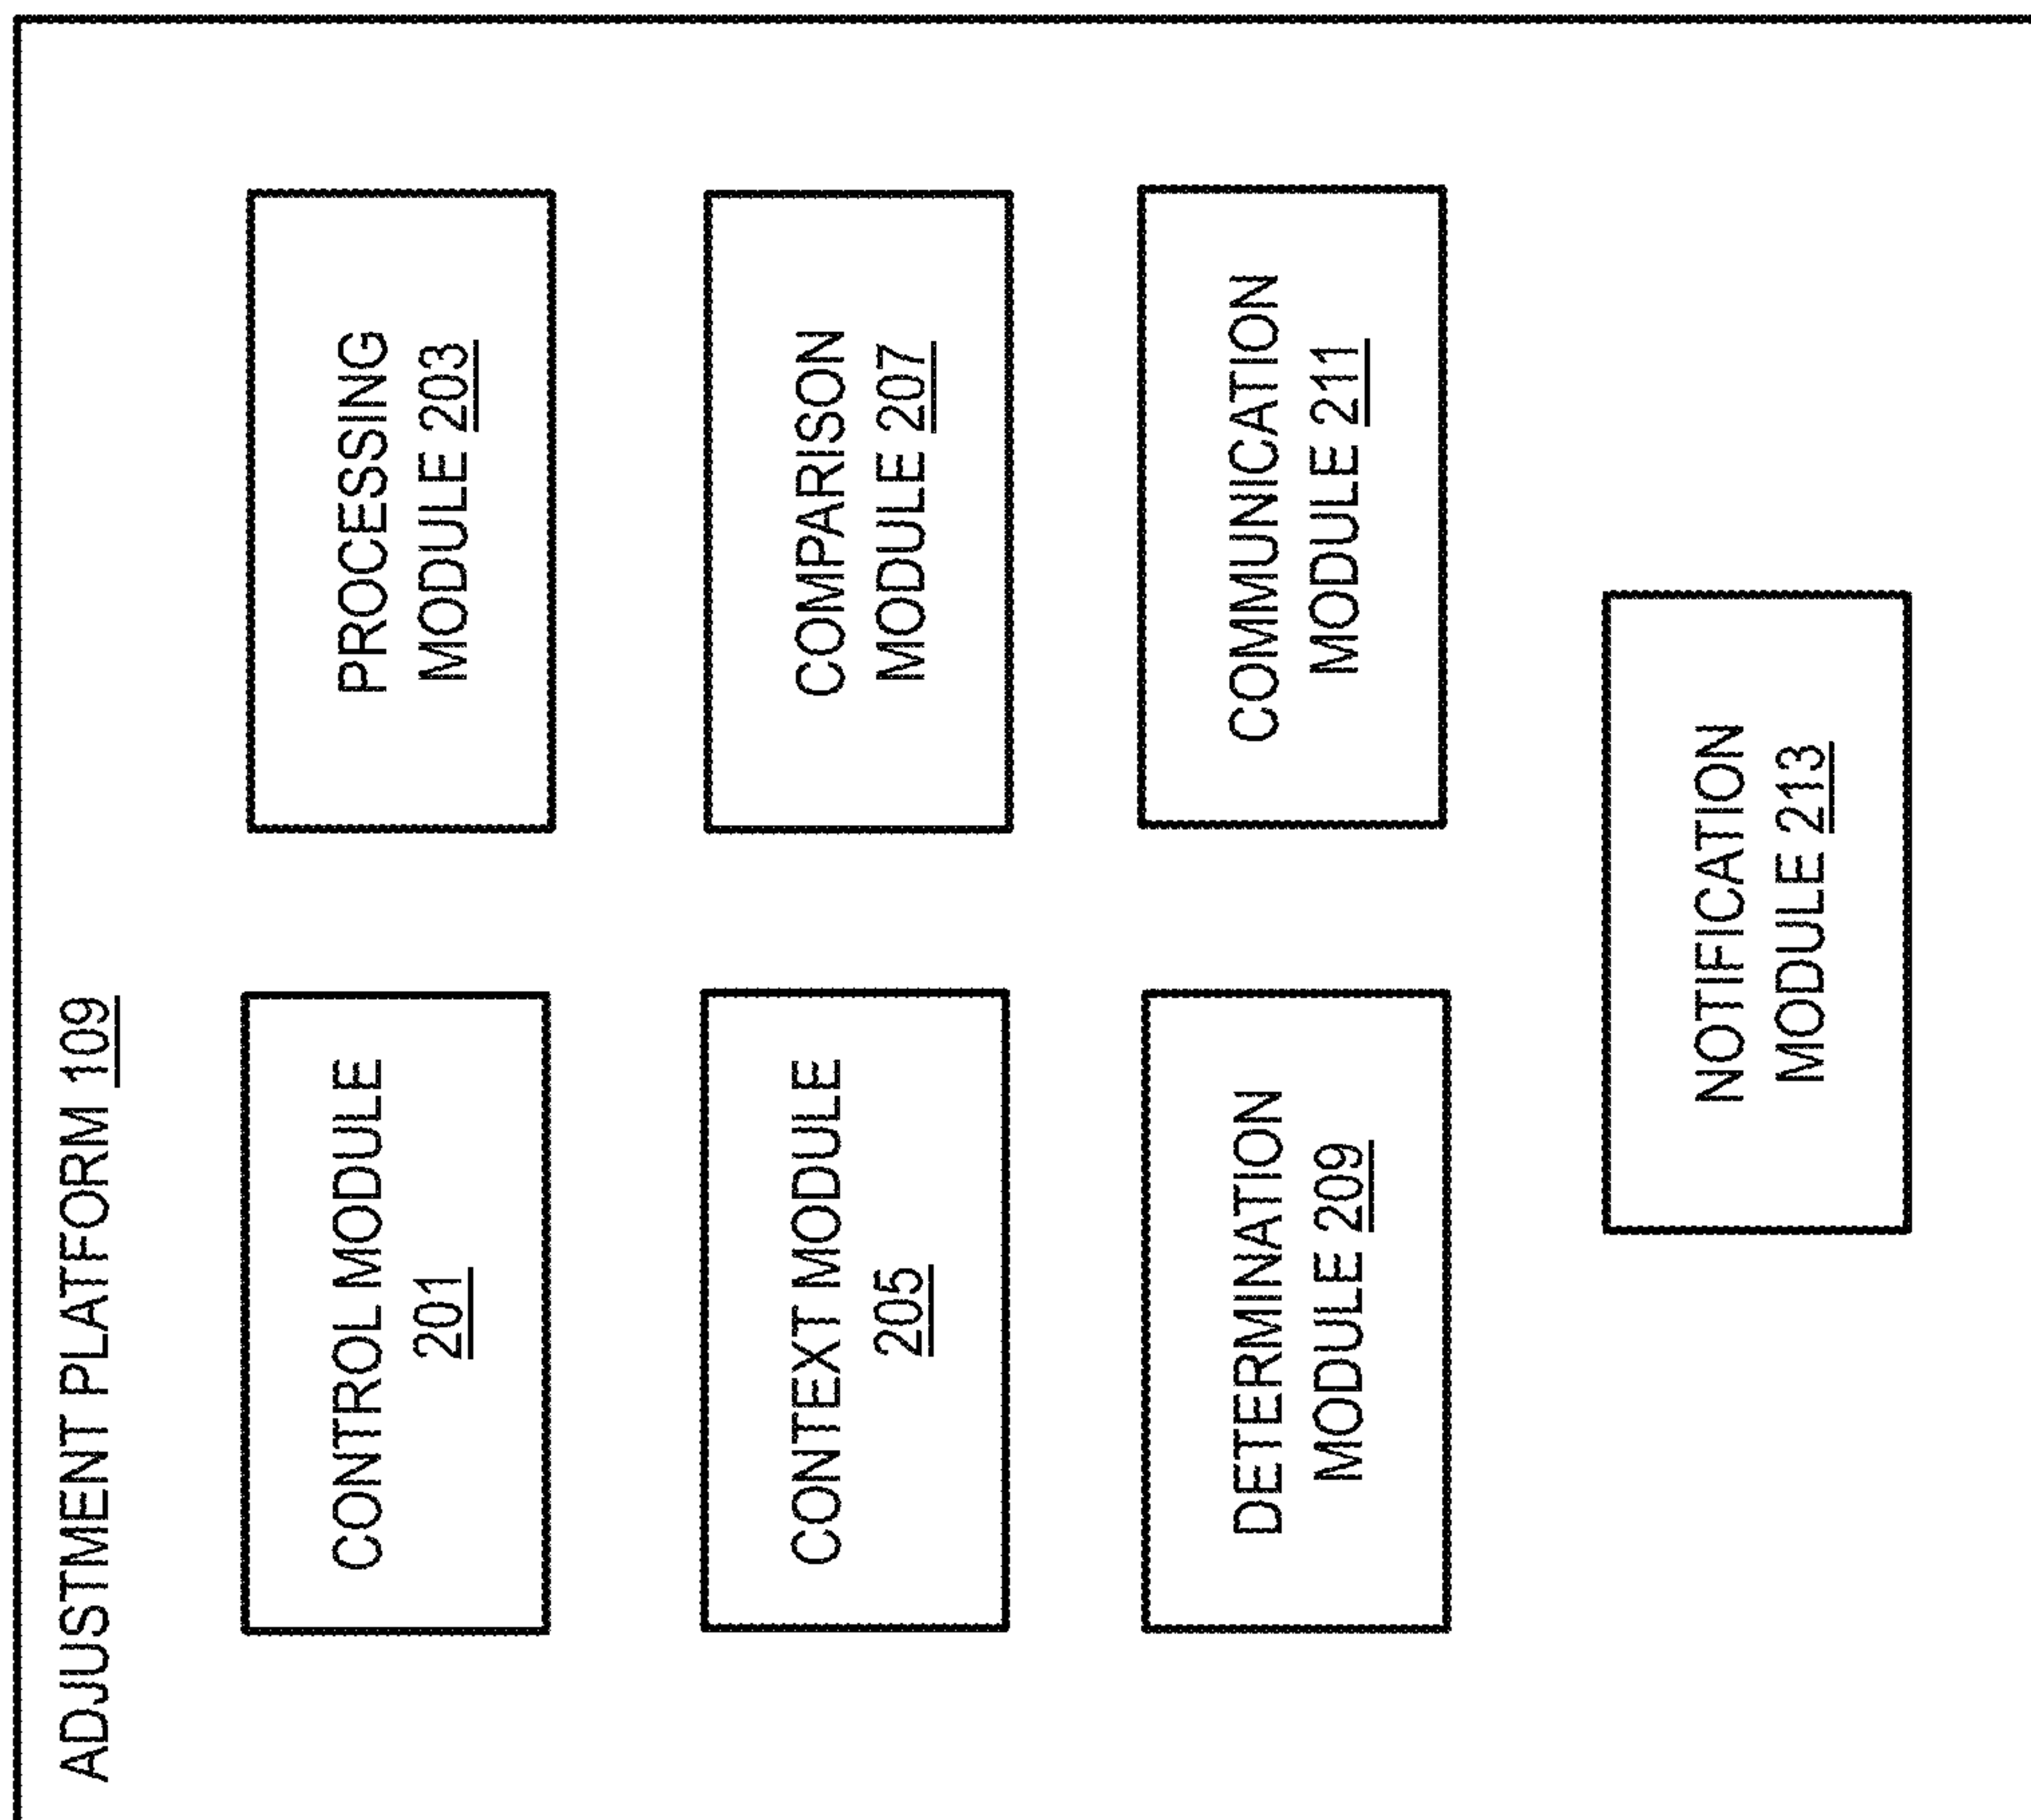 ADJUSTMENT PLATFORM 109
CONTROL MODULE
201
PROCESSING
MODULE 203
CONTEXT MODULE
205
COMPARISON
MODULE 207
DETERMINATION
MODULE 209
COMMUNICATION
MODULE 211
NOTIFICATION
MODULE 213